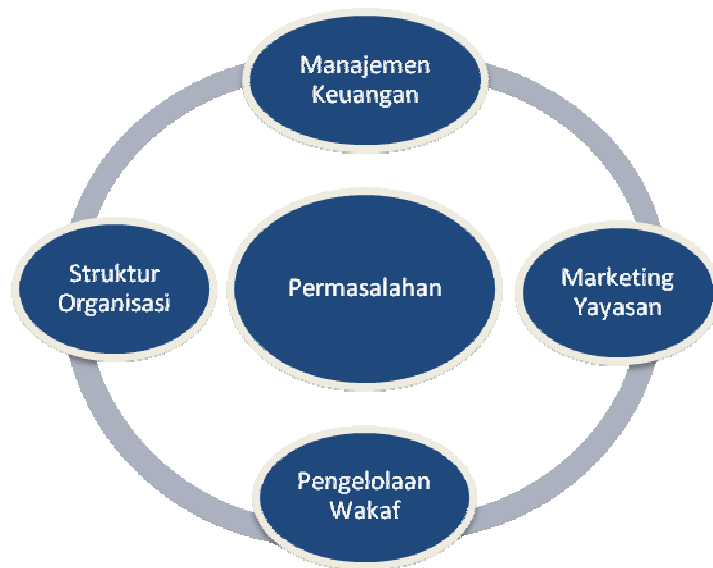 Manajemen
Keuangan
Struktur
Organisasi
Permasalahan
Marketing
Yayasan
Pengelolaan
Wakaf